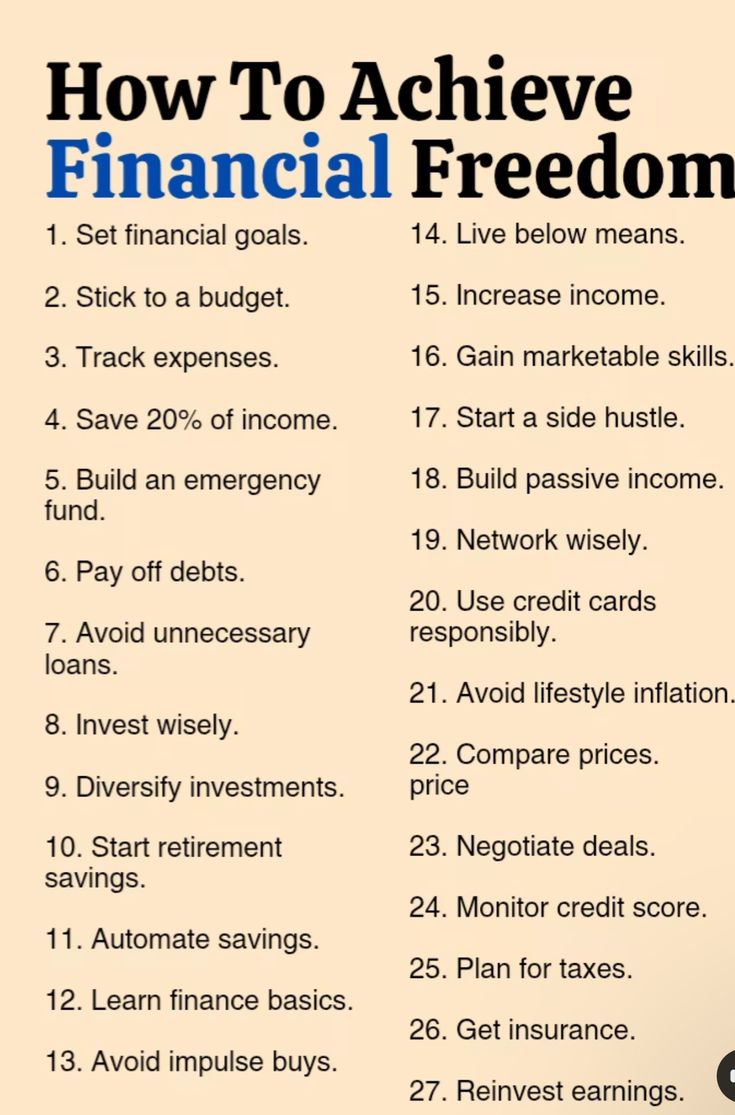 How To Achieve
Financial Freedom
1. Set financial goals.
2. Stick to a budget.
3. Track expenses.
4. Save 20% of income.
5. Build an emergency
fund.
6. Pay off debts.
7. Avoid unnecessary
loans.
8. Invest wisely.
9. Diversify investments.
10. Start retirement
savings.
11. Automate savings.
12. Learn finance basics.
13. Avoid impulse buys.
14. Live below means.
15. Increase income.
16. Gain marketable skills.
17. Start a side hustle.
18. Build passive income.
19. Network wisely.
20. Use credit cards
responsibly.
21. Avoid lifestyle inflation.
22. Compare prices.
price
23. Negotiate deals.
24. Monitor credit score.
25. Plan for taxes.
26. Get insurance.
27. Reinvest earnings.